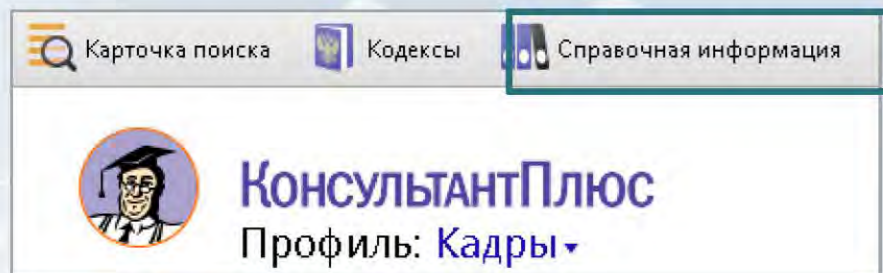 Карточка поиска Кодексы Справочная информация
КонсультантПлюс
Профиль: Кадры